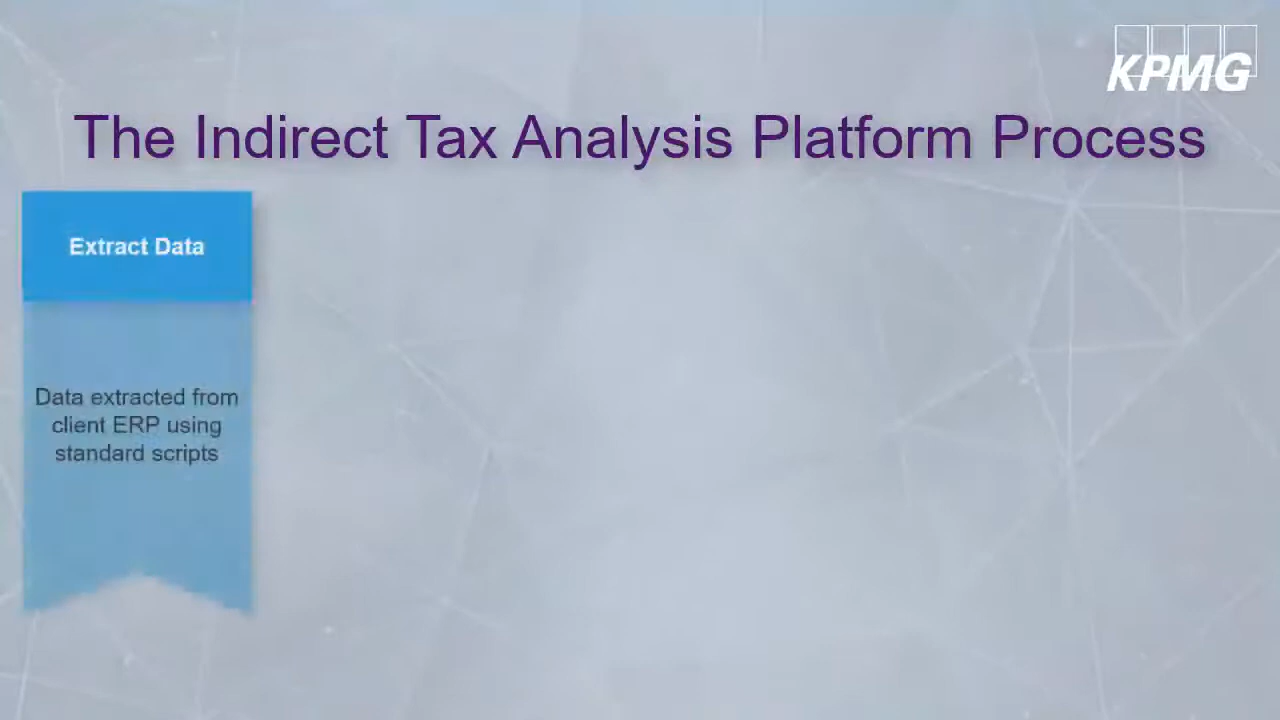 KPMG
The Indirect Tax Analysis Platform Process
Extract Data
Data extracted from
client ERP using
standard scripts